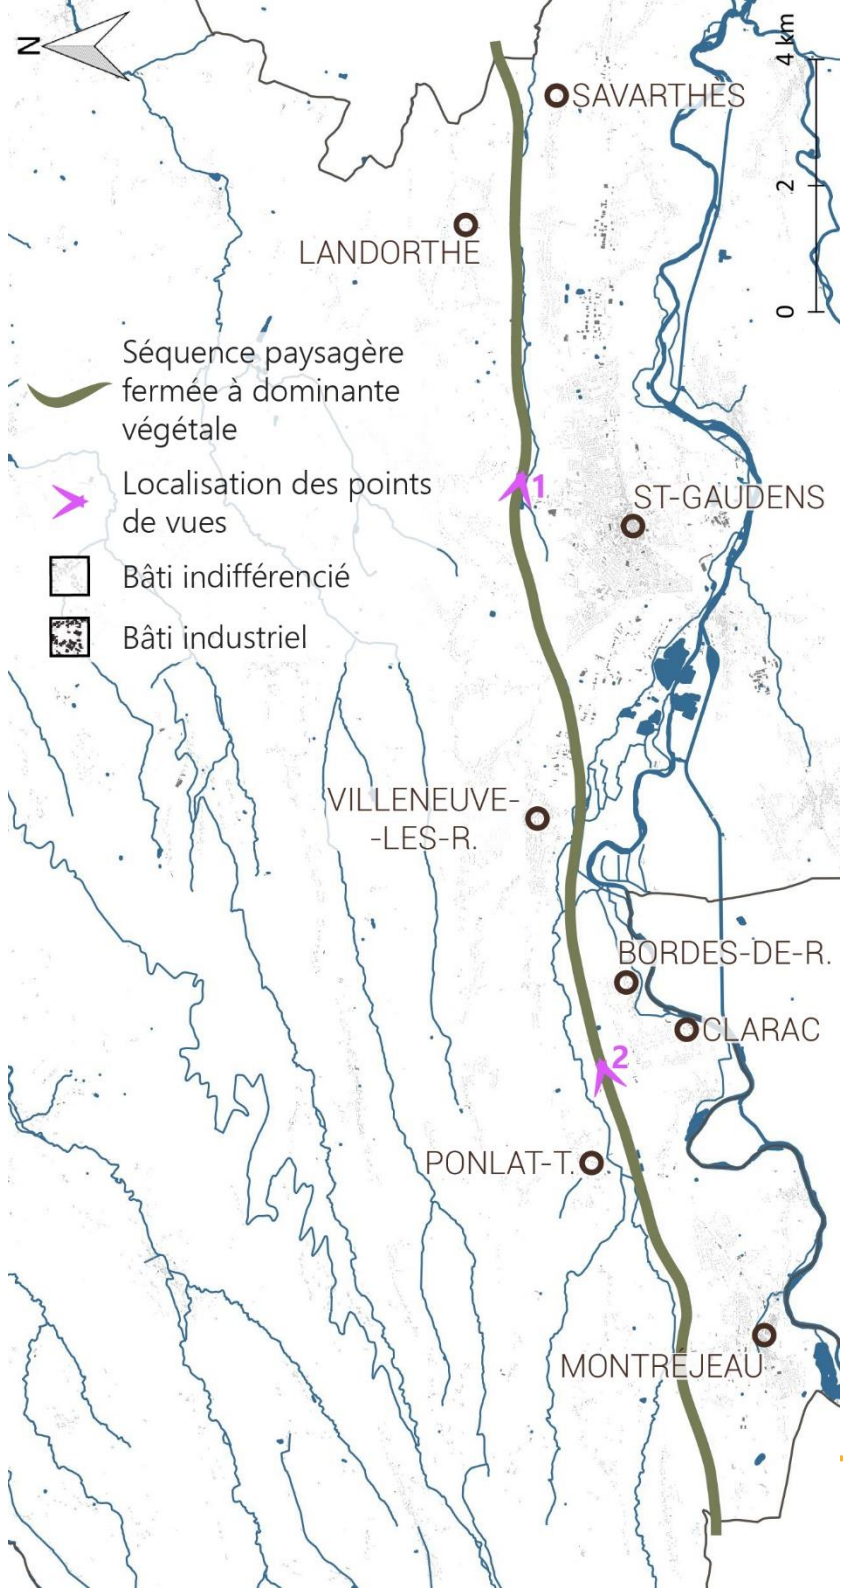 N
SAVARTHES
4 km
2
0
LANDORTHE
Séquence paysagère
fermée à dominante
végétale
Localisation des points
de vues
Bâti indifférencié
Bâti industriel
1
ST-GAUDENS
VILLENEUVE-
-LES-R.
BORDES-DE-R.
CLARAC
2
PONLAT-T.
MONTRÉJEAU